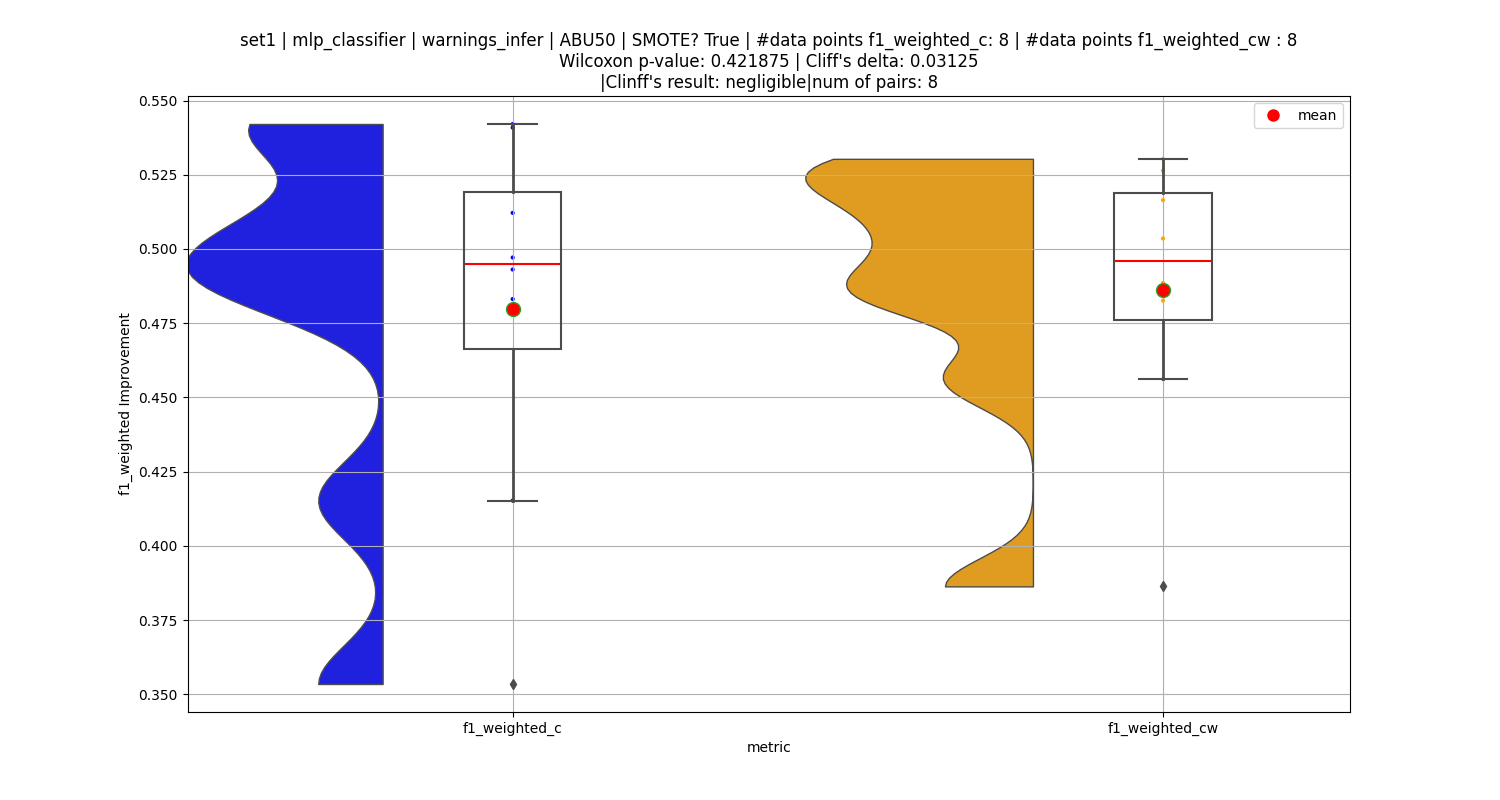 set1 | mlp_classifier | warnings_infer | ABU50 | SMOTE? True | #data points f1_weighted_c: 8 | #data points f1_weighted_cw : 8
Wilcoxon p-value: 0.421875 | Cliff's delta: 0.03125
|Clinff's result: negligible|num of pairs: 8
mean
0.550
0.525
0.500
0.475
0.450
0.425
0.400
0.375
0.350
f1_weighted Improvement
f1_weighted_c
f1_weighted_cw
metric